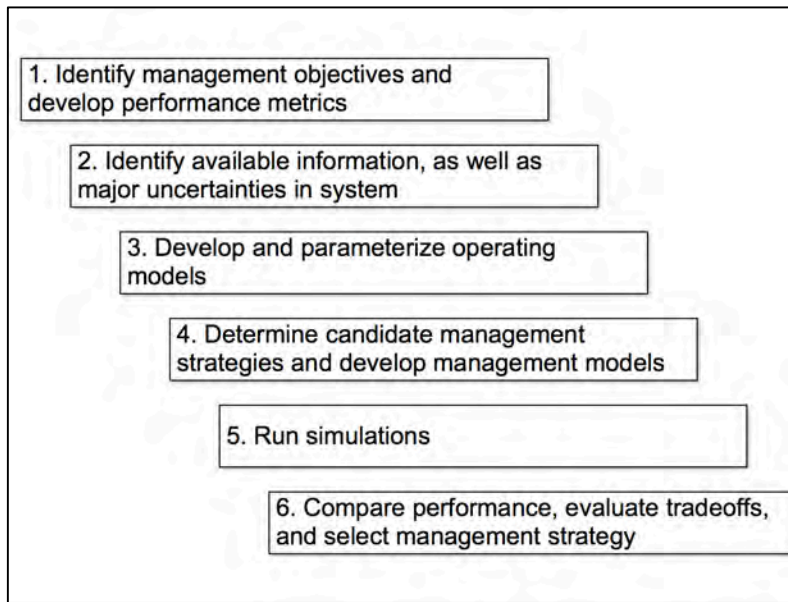 1. Identify management objectives and
develop performance metrics
2. Identify available information, as well as
major uncertainties in system
3. Develop and parameterize operating
models
4. Determine candidate management
strategies and develop management models
5. Run simulations
6. Compare performance, evaluate tradeoffs,
and select management strategy